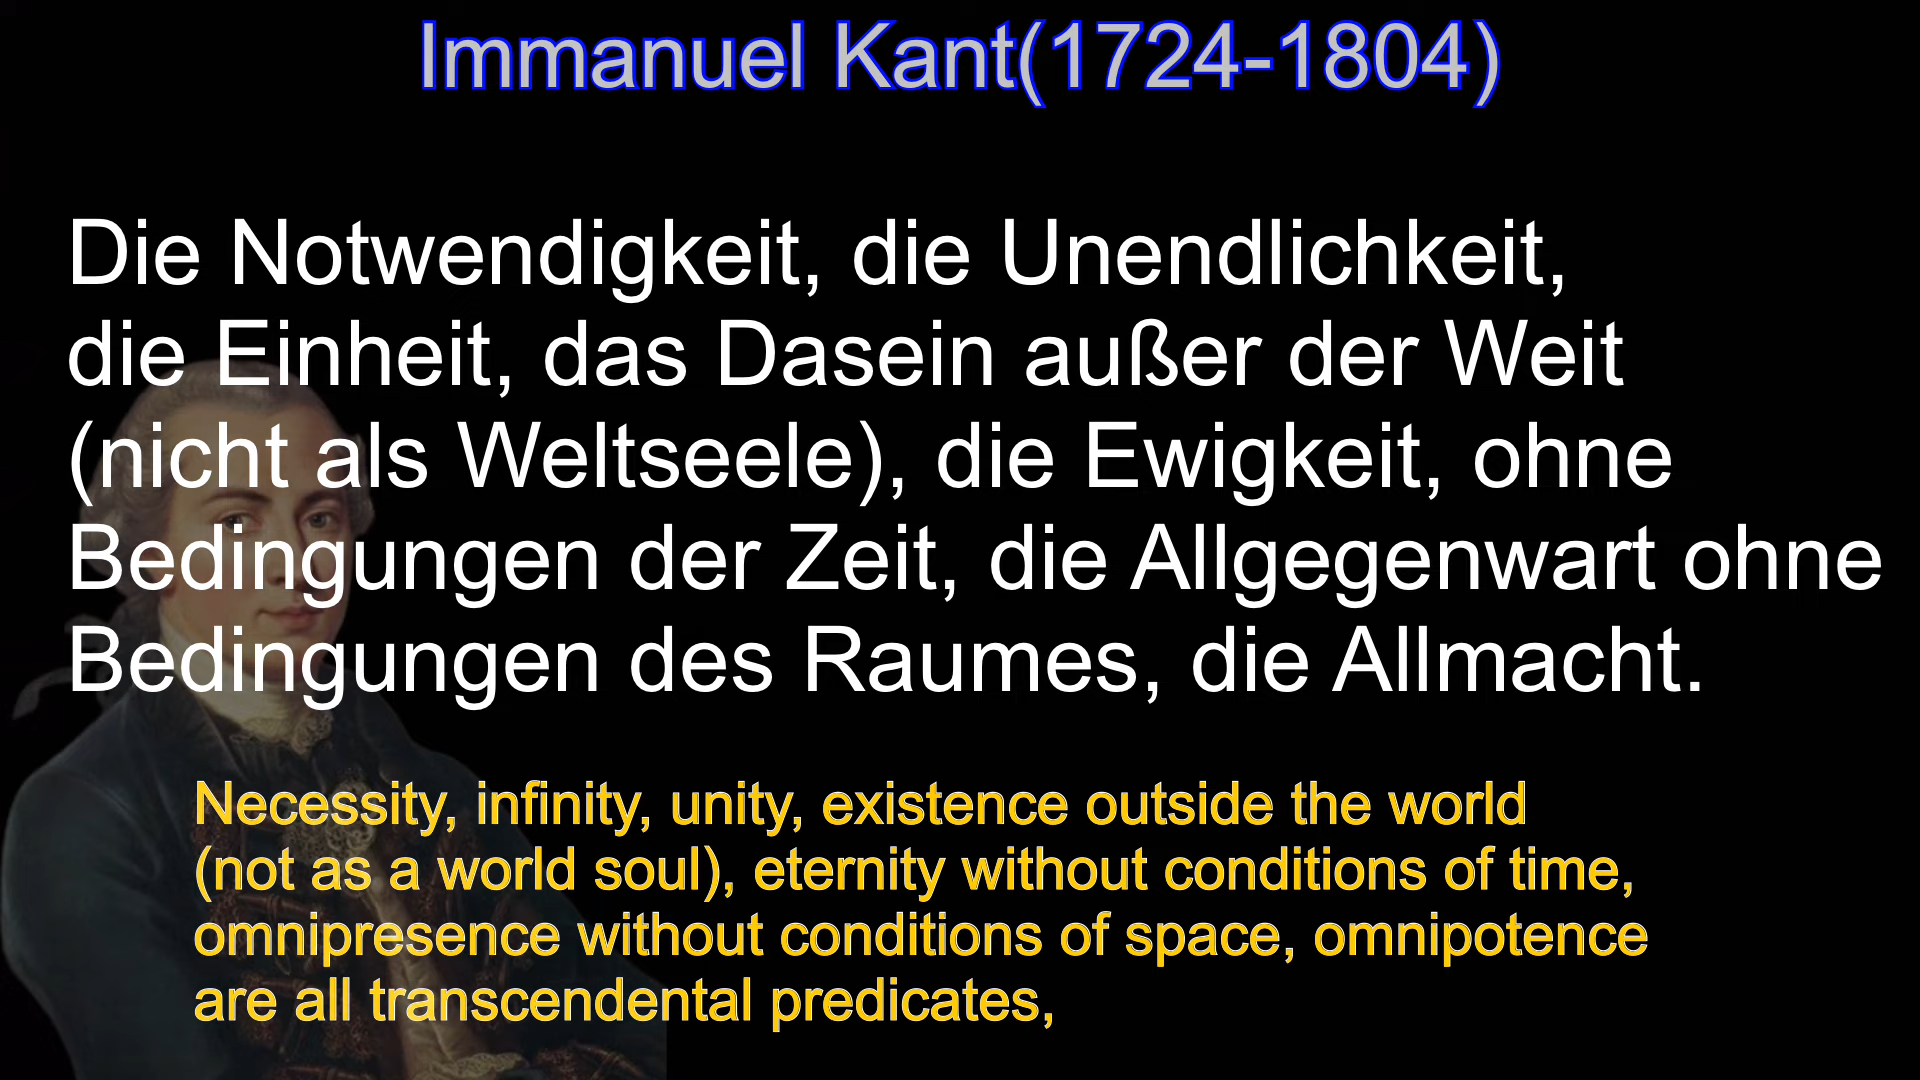 Immanuel Kant(1724-1804)
Die Notwendigkeit, die Unendlichkeit,
die Einheit, das Dasein außer der Weit
(nicht als Weltseele), die Ewigkeit, ohne
Bedingungen der Zeit, die Allgegenwart ohne
Bedingungen des Raumes, die Allmacht.
Necessity, infinity, unity, existence outside the world
(not as a world soul), eternity without conditions of time,
omnipresence without conditions of space, omnipotence
are all transcendental predicates,